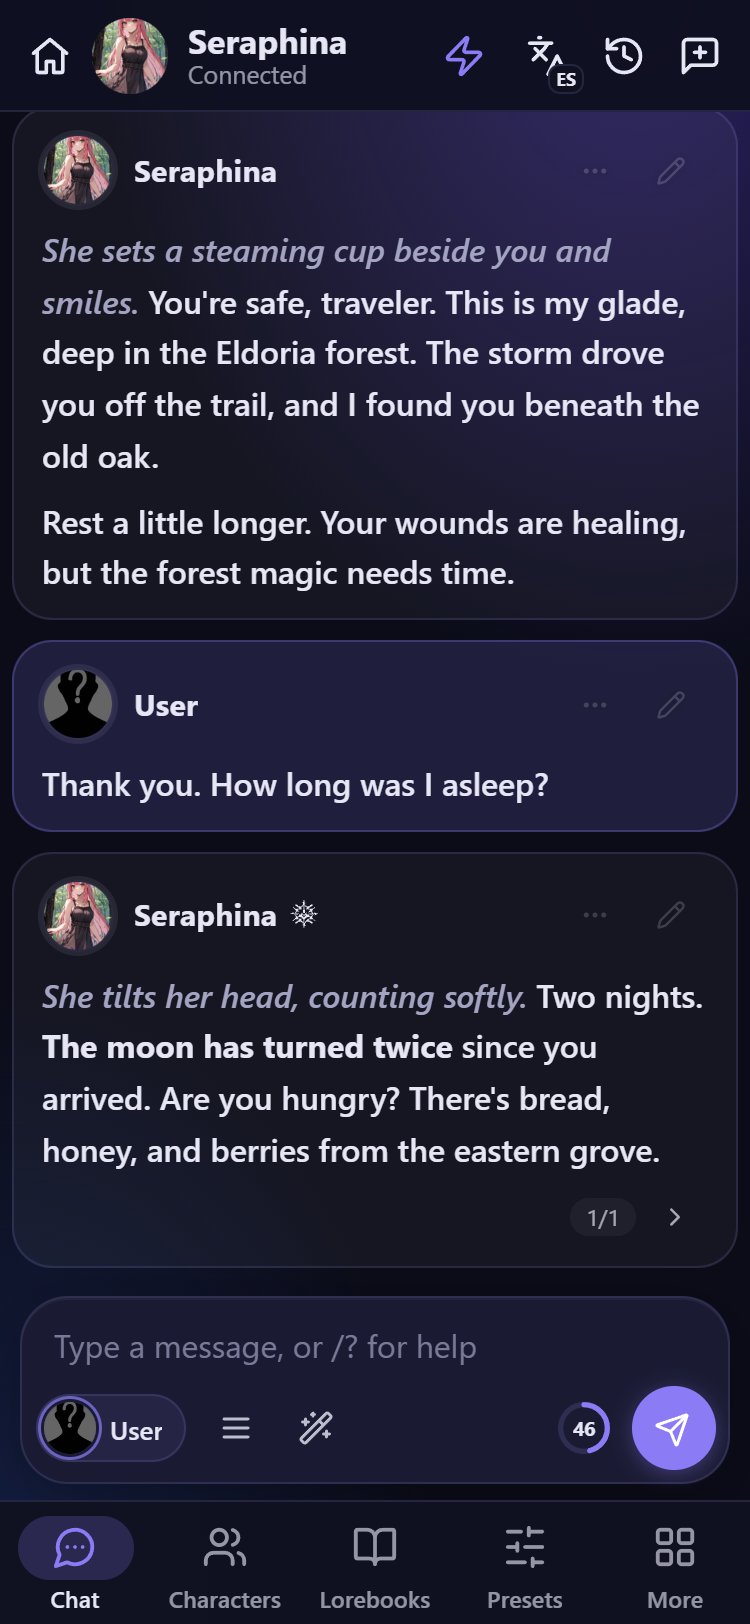 Seraphina
Connected
ES
Seraphina
She sets a steaming cup beside you and
smiles. You're safe, traveler. This is my glade,
deep in the Eldoria forest. The storm drove
you off the trail, and I found you beneath the
old oak.
Rest a little longer. Your wounds are healing,
but the forest magic needs time.
User
Thank you. How long was I asleep?
Seraphina
She tilts her head, counting softly. Two nights.
The moon has turned twice since you
arrived. Are you hungry? There's bread,
honey, and berries from the eastern grove.
1/1
Type a message, or /? for help
User
46
Chat
Characters
Lorebooks
Presets
More